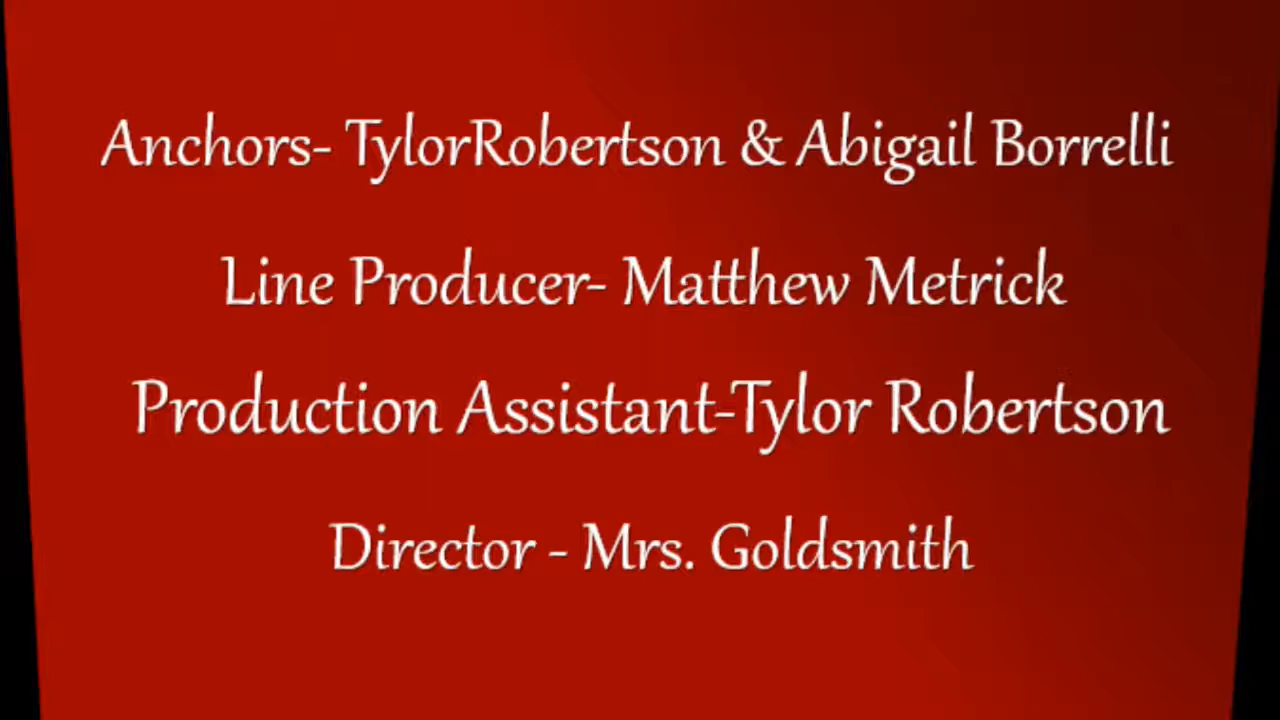 Anchors- TylorRobertson & Abigail Borrelli
Line Producer- Matthew Metrick
Production Assistant-Tylor Robertson
Director - Mrs. Goldsmith